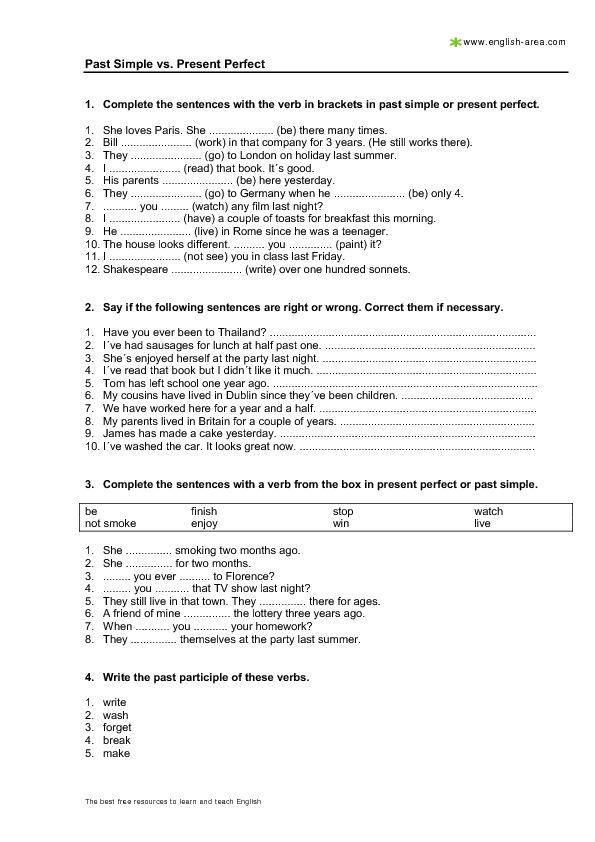 www.english-area.com
Past Simple vs. Present Perfect
1. Complete the sentences with the verb in brackets in past simple or present perfect.
1. She loves Paris. She ..................... (be) there many times.
2. Bill ....................... (work) in that company for 3 years. (He still works there).
3. They ....................... (go) to London on holiday last summer.
4. I ....................... (read) that book. It´s good.
5. His parents ....................... (be) here yesterday.
6. They ....................... (go) to Germany when he ....................... (be) only 4.
7. ........... you ......... (watch) any film last night?
8. I ....................... (have) a couple of toasts for breakfast this morning.
9. He ....................... (live) in Rome since he was a teenager.
10. The house looks different. .......... you .............. (paint) it?
11. I ....................... (not see) you in class last Friday.
12. Shakespeare ....................... (write) over one hundred sonnets.
2. Say if the following sentences are right or wrong. Correct them if necessary.
1. Have you ever been to Thailand? .......................................................................................
2. I´ve had sausages for lunch at half past one. .....................................................................
3. She´s enjoyed herself at the party last night. ......................................................................
4. I´ve read that book but I didn´t like it much. ........................................................................
5. Tom has left school one year ago. ......................................................................................
6. My cousins have lived in Dublin since they´ve been children. ...........................................
7. We have worked here for a year and a half. .......................................................................
8. My parents lived in Britain for a couple of years. ................................................................
9. James has made a cake yesterday. ....................................................................................
10. I´ve washed the car. It looks great now. .............................................................................
3. Complete the sentences with a verb from the box in present perfect or past simple.
be finish stop watch
not smoke enjoy win live
1. She ............... smoking two months ago.
2. She ............... for two months.
3. ......... you ever .......... to Florence?
4. ......... you .......... that TV show last night?
5. They still live in that town. They ............... there for ages.
6. A friend of mine ............... the lottery three years ago.
7. When ........... you ........... your homework?
8. They ............... themselves at the party last summer.
4. Write the past participle of these verbs.
1. write
2. wash
3. forget
4. break
5. make
The best free resources to learn and teach English